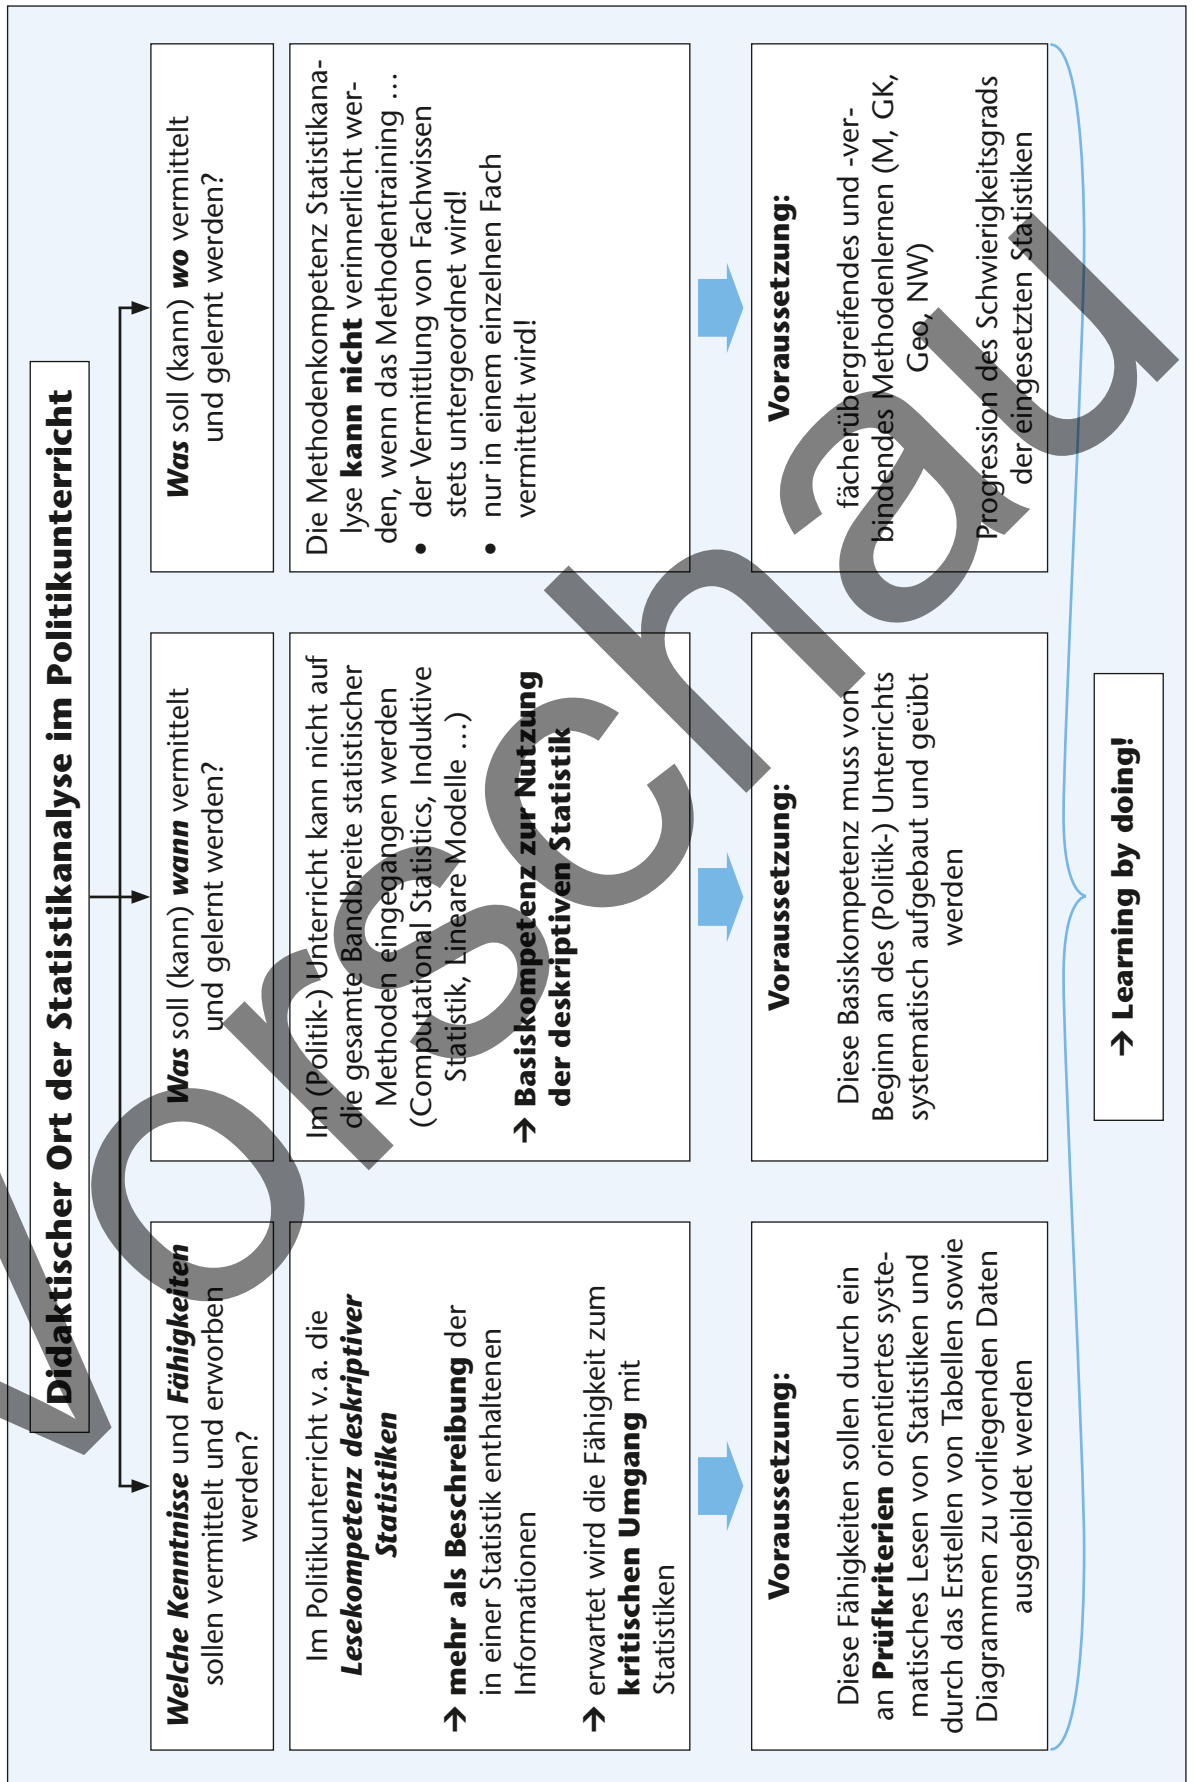 Didaktischer Ort der Statistikanalyse im Politikunterricht
Welche Kenntnisse und Fähigkeiten
sollen vermittelt und erworben
werden?
Im Politikunterricht v. a. die
Lesekompetenz deskriptiver
Statistiken
→ mehr als Beschreibung der
in einer Statistik enthaltenen
Informationen
→ erwartet wird die Fähigkeit zum
kritischen Umgang mit
Statistiken
Voraussetzung:
Diese Fähigkeiten sollen durch ein
an Prüfkriterien orientiertes syste-
matisches Lesen von Statistiken und
durch das Erstellen von Tabellen sowie
Diagrammen zu vorliegenden Daten
ausgebildet werden
Was soll (kann) wann vermittelt
und gelernt werden?
Im (Politik-) Unterricht kann nicht auf
die gesamte Bandbreite statistischer
Methoden eingegangen werden
(Computational Statistics, Induktive
Statistik, Lineare Modelle …)
→ Basiskompetenz zur Nutzung
der deskriptiven Statistik
Voraussetzung:
Diese Basiskompetenz muss von
Beginn an des (Politik-) Unterrichts
systematisch aufgebaut und geübt
werden
Was soll (kann) wo vermittelt
und gelernt werden?
Die Methodenkompetenz Statistikana-
lyse kann nicht verinnerlicht wer-
den, wenn das Methodentraining …
• der Vermittlung von Fachwissen
stets untergeordnet wird!
• nur in einem einzelnen Fach
vermittelt wird!
Voraussetzung:
fächerübergreifendes und -ver-
bindendes Methodenlernen (M, GK,
Geo, NW)
Progression des Schwierigkeitsgrads
der eingesetzten Statistiken
→ Learning by doing!
Vorschau